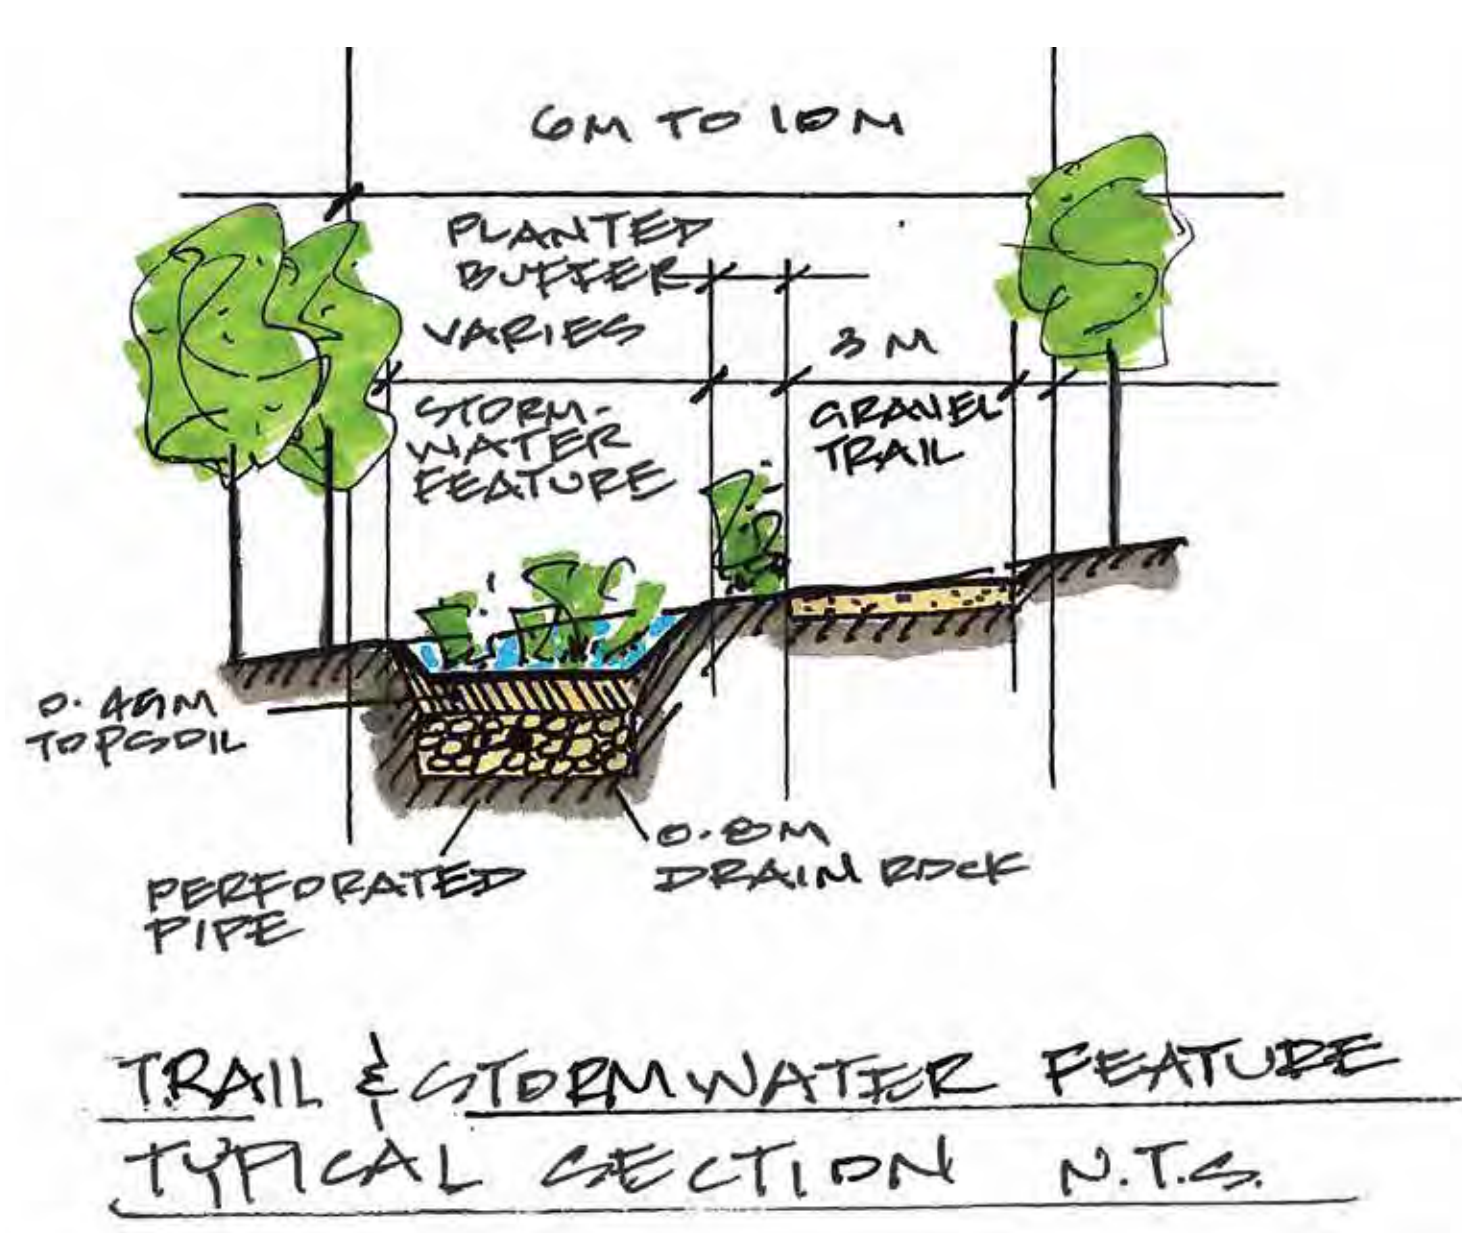 6M TO 10M
PLANTED
BUFFER
VARIES
3 M
STORM-
WATER
FEATURE
GRAVEL
TRAIL
0.45M
TOPSOIL
0.8M
DRAIN ROCK
PERFORATED
PIPE
TRAIL & STORMWATER FEATURE
TYPICAL SECTION N.T.S.